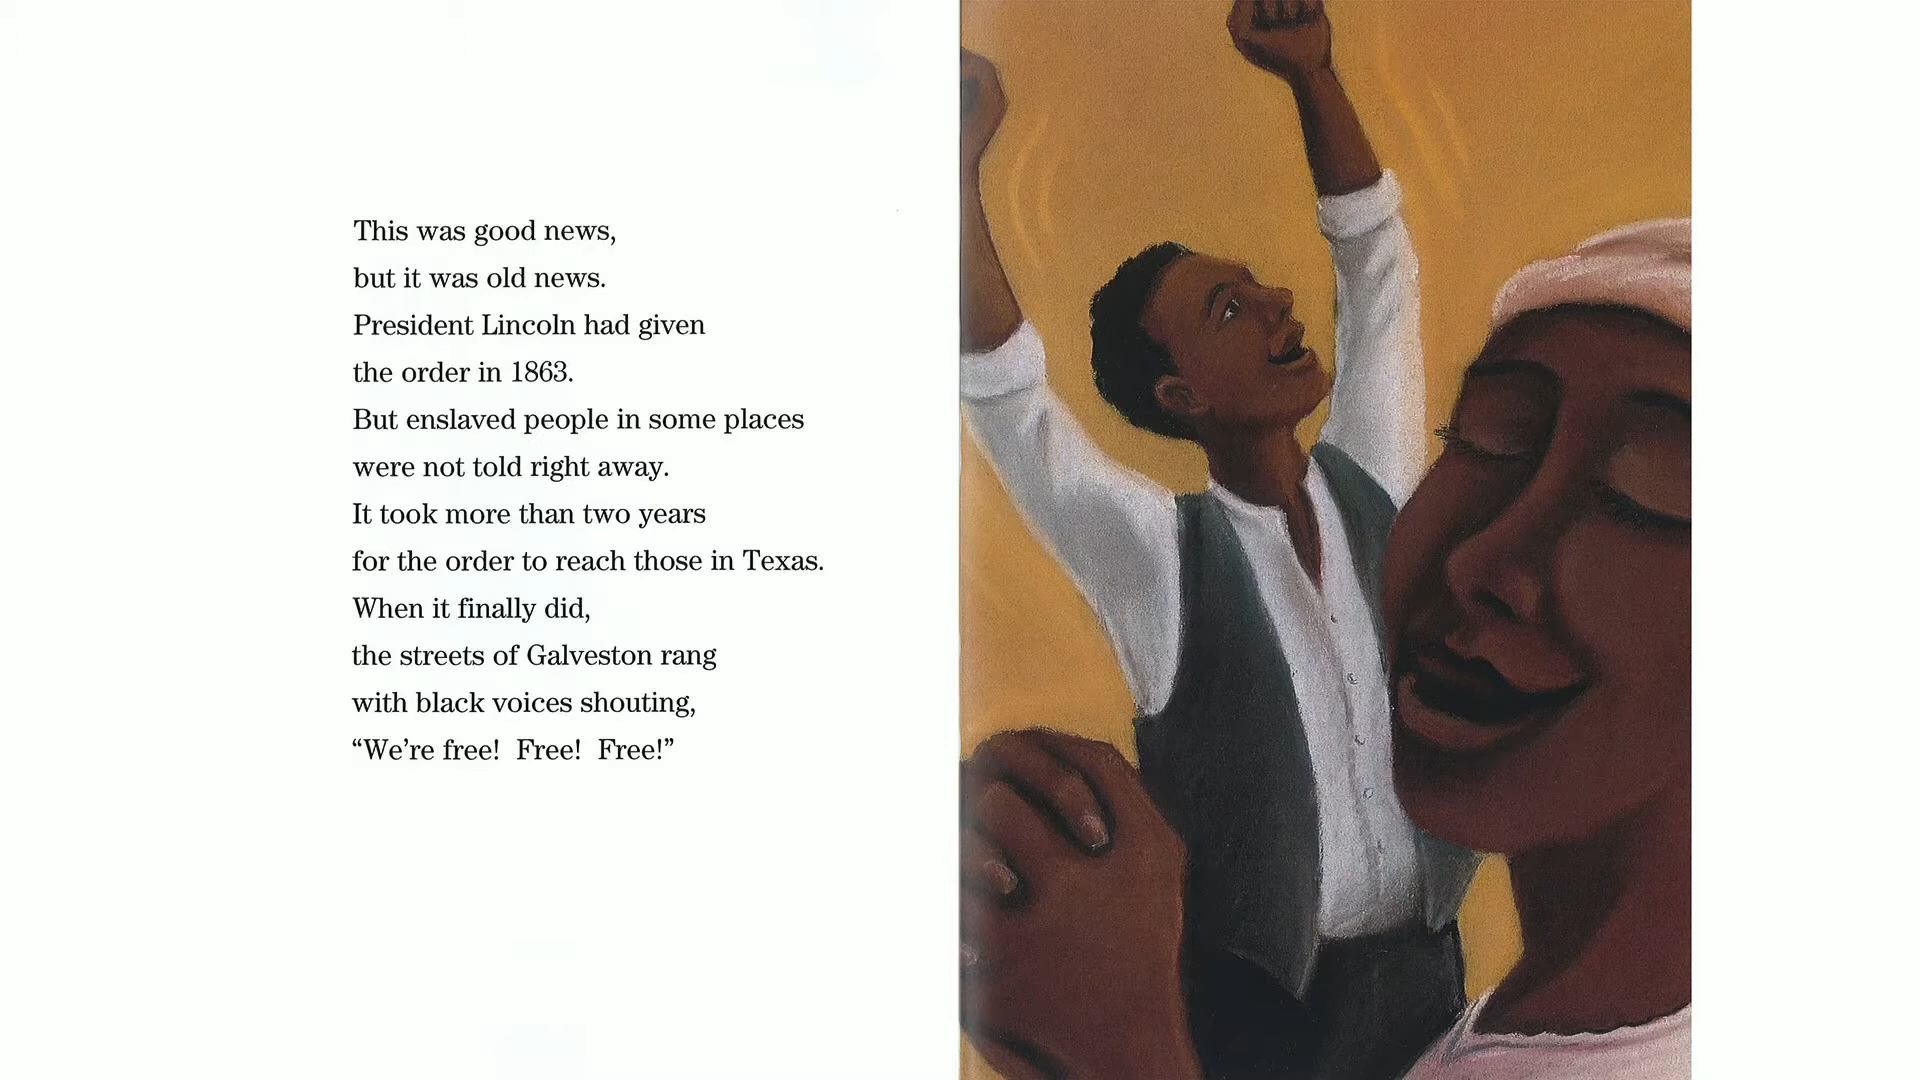 This was good news,
but it was old news.
President Lincoln had given
the order in 1863.
But enslaved people in some places
were not told right away.
It took more than two years
for the order to reach those in Texas.
When it finally did,
the streets of Galveston rang
with black voices shouting,
“We’re free!  Free!  Free!”